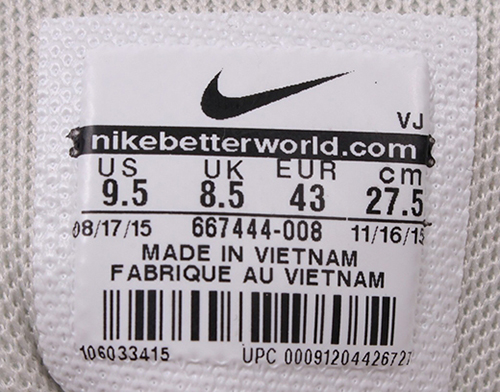 VJ
nikebetterworld.com
US UK EUR cm
9.5 8.5 43 27.5
08/17/15 667444-008 11/16/15
MADE IN VIETNAM
FABRIQUE AU VIETNAM
106033415 UPC 00091204426727